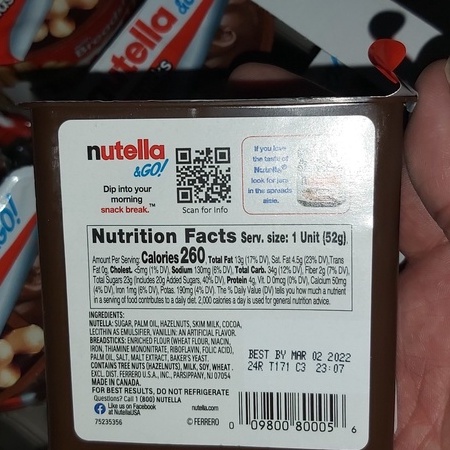 nutella
&GO!
Dip into your
morning
snack break.™
Scan for info
If you love
the taste of
Nutella®
look for jars
in the spreads
aisle.
Nutrition Facts Serv. size: 1 Unit (52g),
Amount Per Serving: Calories 260, Total Fat 13g (17% DV), Sat. Fat 4.5g (23% DV), Trans
Fat 0g, Cholest. <5mg (1% DV), Sodium 130mg (6% DV), Total Carb. 34g (12% DV), Fiber 2g (7% DV),
Total Sugars 23g (Includes 20g Added Sugars, 40% DV), Protein 4g, Vit. D 0mcg (0% DV), Calcium 50mg
(4% DV), Iron 1mg (6% DV), Potas. 190mg (4% DV). The % Daily Value (DV) tells you how much a nutrient
in a serving of food contributes to a daily diet. 2,000 calories a day is used for general nutrition advice.
INGREDIENTS:
NUTELLA: SUGAR, PALM OIL, HAZELNUTS, SKIM MILK, COCOA,
LECITHIN AS EMULSIFIER, VANILLIN: AN ARTIFICIAL FLAVOR.
BREADSTICKS: ENRICHED FLOUR (WHEAT FLOUR, NIACIN,
IRON, THIAMINE MONONITRATE, RIBOFLAVIN, FOLIC ACID),
PALM OIL, SALT, MALT EXTRACT, BAKER'S YEAST.
CONTAINS TREE NUTS (HAZELNUTS), MILK, SOY, WHEAT.
EXCL. DIST. FERRERO U.S.A., INC., PARSIPPANY, NJ 07054
MADE IN CANADA.
FOR BEST RESULTS, DO NOT REFRIGERATE
Questions? Call 1 (800) NUTELLA
Like us on Facebook
at NutellaUSA
nutella.com
75235356
© FERRERO
BEST BY MAR 02 2022
24R T171 C3 23:07
0 09800 80005 6